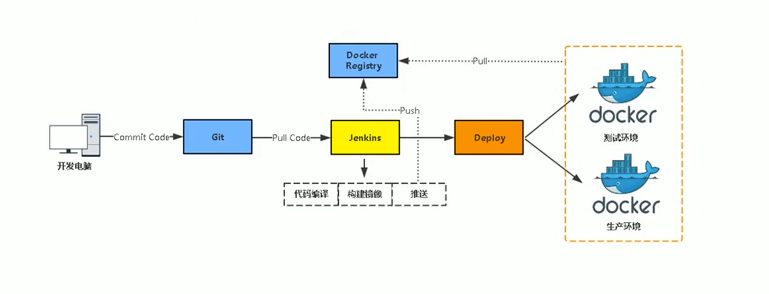 Docker
Registry
Pull
docker
测试环境
Push
开发电脑
Commit Code
Git
Pull Code
Jenkins
Deploy
代码编译
构建镜像
推送
docker
生产环境